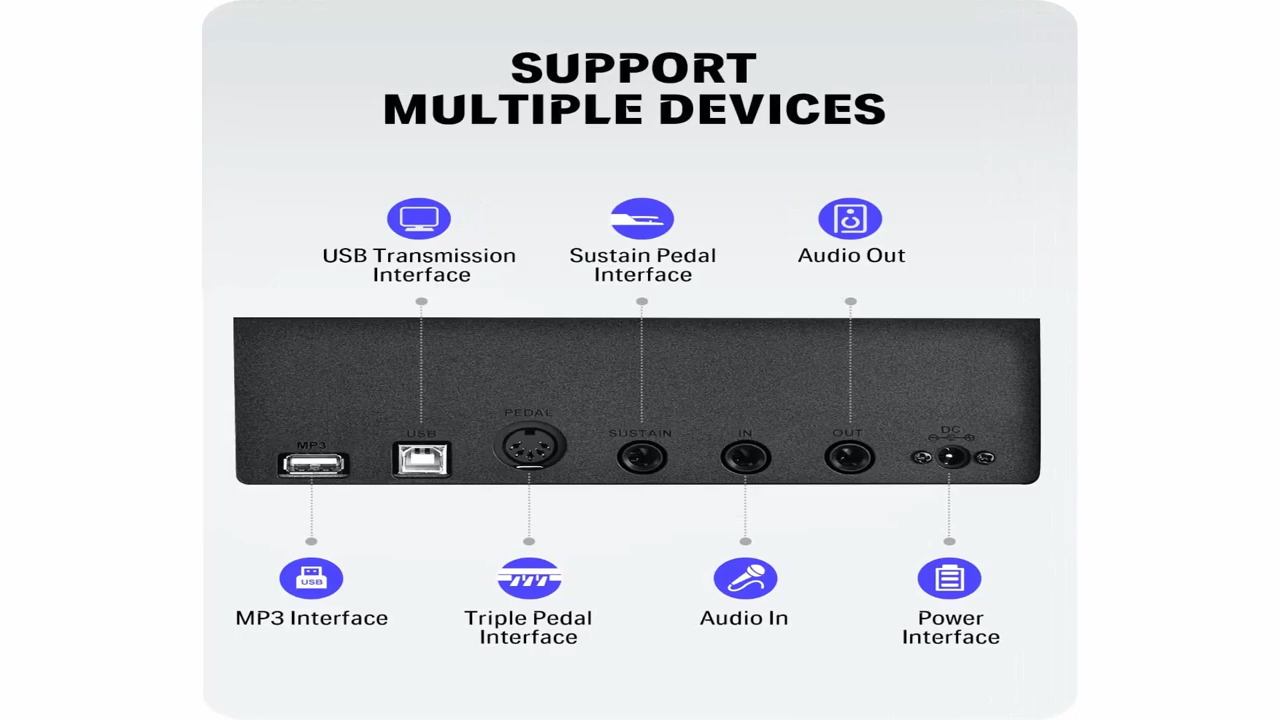 SUPPORT
MULTIPLE DEVICES
USB Transmission
Interface
Sustain Pedal
Interface
Audio Out
MP3
USB
PEDAL
SUSTAIN
IN
OUT
DC
USB
MP3 Interface
Triple Pedal
Interface
Audio In
Power
Interface